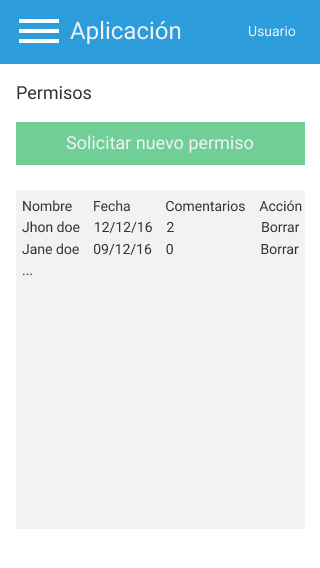 Aplicación Usuario
Permisos
Solicitar nuevo permiso
Nombre Fecha Comentarios Acción
Jhon doe 12/12/16 2 Borrar
Jane doe 09/12/16 0 Borrar
...